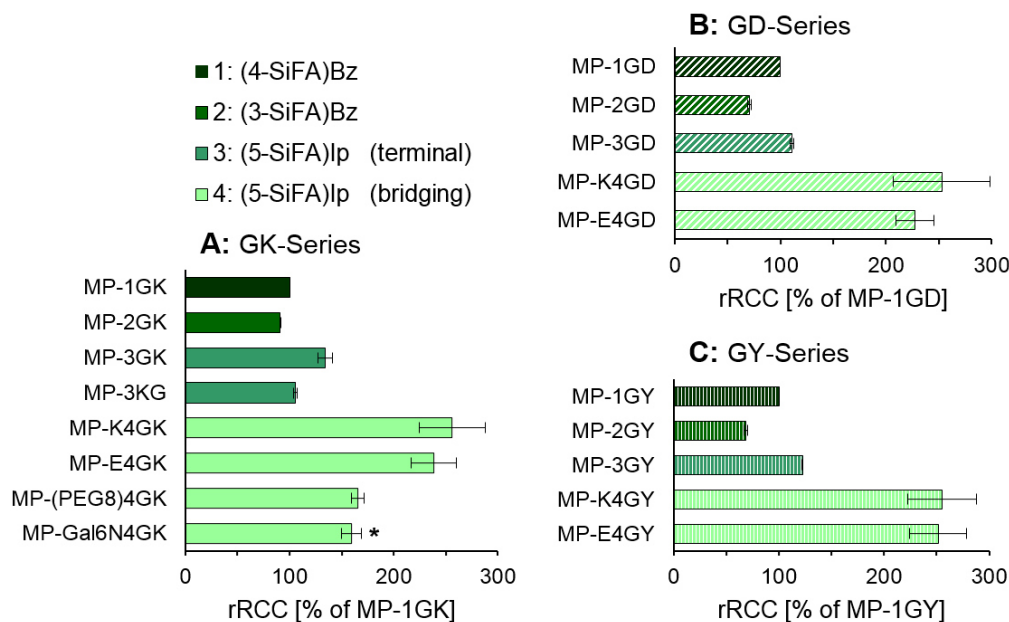 1: (4-SiFA)Bz
2: (3-SiFA)Bz
3: (5-SiFA)Ip (terminal)
4: (5-SiFA)Ip (bridging)
A: GK-Series
MP-1GK
MP-2GK
MP-3GK
MP-3KG
MP-K4GK
MP-E4GK
MP-(PEG8)4GK
MP-Gal6N4GK
*
0 100 200 300
rRCC [% of MP-1GK]
B: GD-Series
MP-1GD
MP-2GD
MP-3GD
MP-K4GD
MP-E4GD
0 100 200 300
rRCC [% of MP-1GD]
C: GY-Series
MP-1GY
MP-2GY
MP-3GY
MP-K4GY
MP-E4GY
0 100 200 300
rRCC [% of MP-1GY]